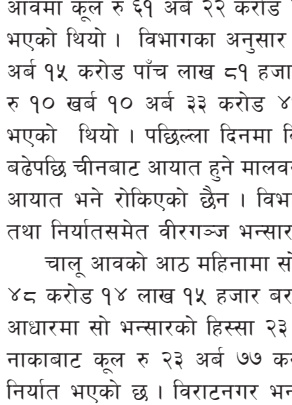 आवमा कूल रु ६१ अर्ब २२ करोड
भएको थियो । विभागका अनुसार
अर्ब १५ करोड पाँच लाख ८१ हजा
रु १० खर्ब १० अर्ब ३३ करोड ४
भएको थियो । पछिल्ला दिनमा
बढेपछि चीनबाट आयात हुने मालव
आयात भने रोकिएको छैन । विभ
तथा निर्यातसमेत वीरगञ्ज भन्सार
चालू आवको आठ महिनामा सो
४८ करोड १४ लाख १५ हजार बर
आधारमा सो भन्सारको हिस्सा २३
नाकाबाट कूल रु २३ अर्ब ७७ क
निर्यात भएको छ । विराटनगर भन